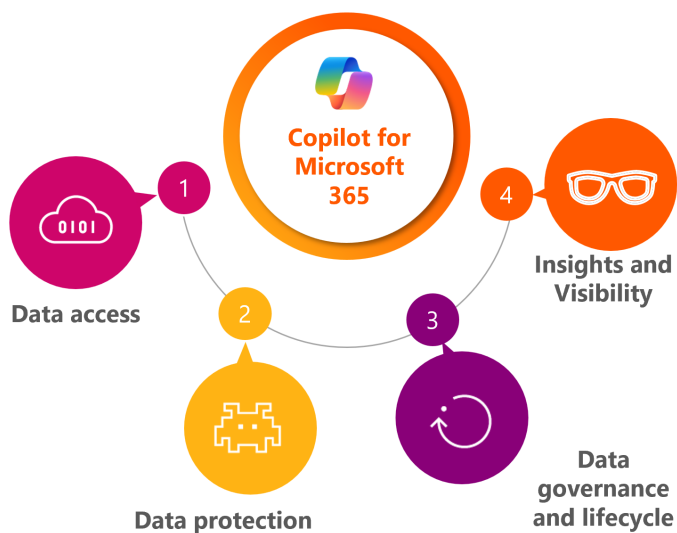 Copilot for
Microsoft
365
1
0101
Data access
2
Data protection
3
Data
governance
and lifecycle
4
Insights and
Visibility